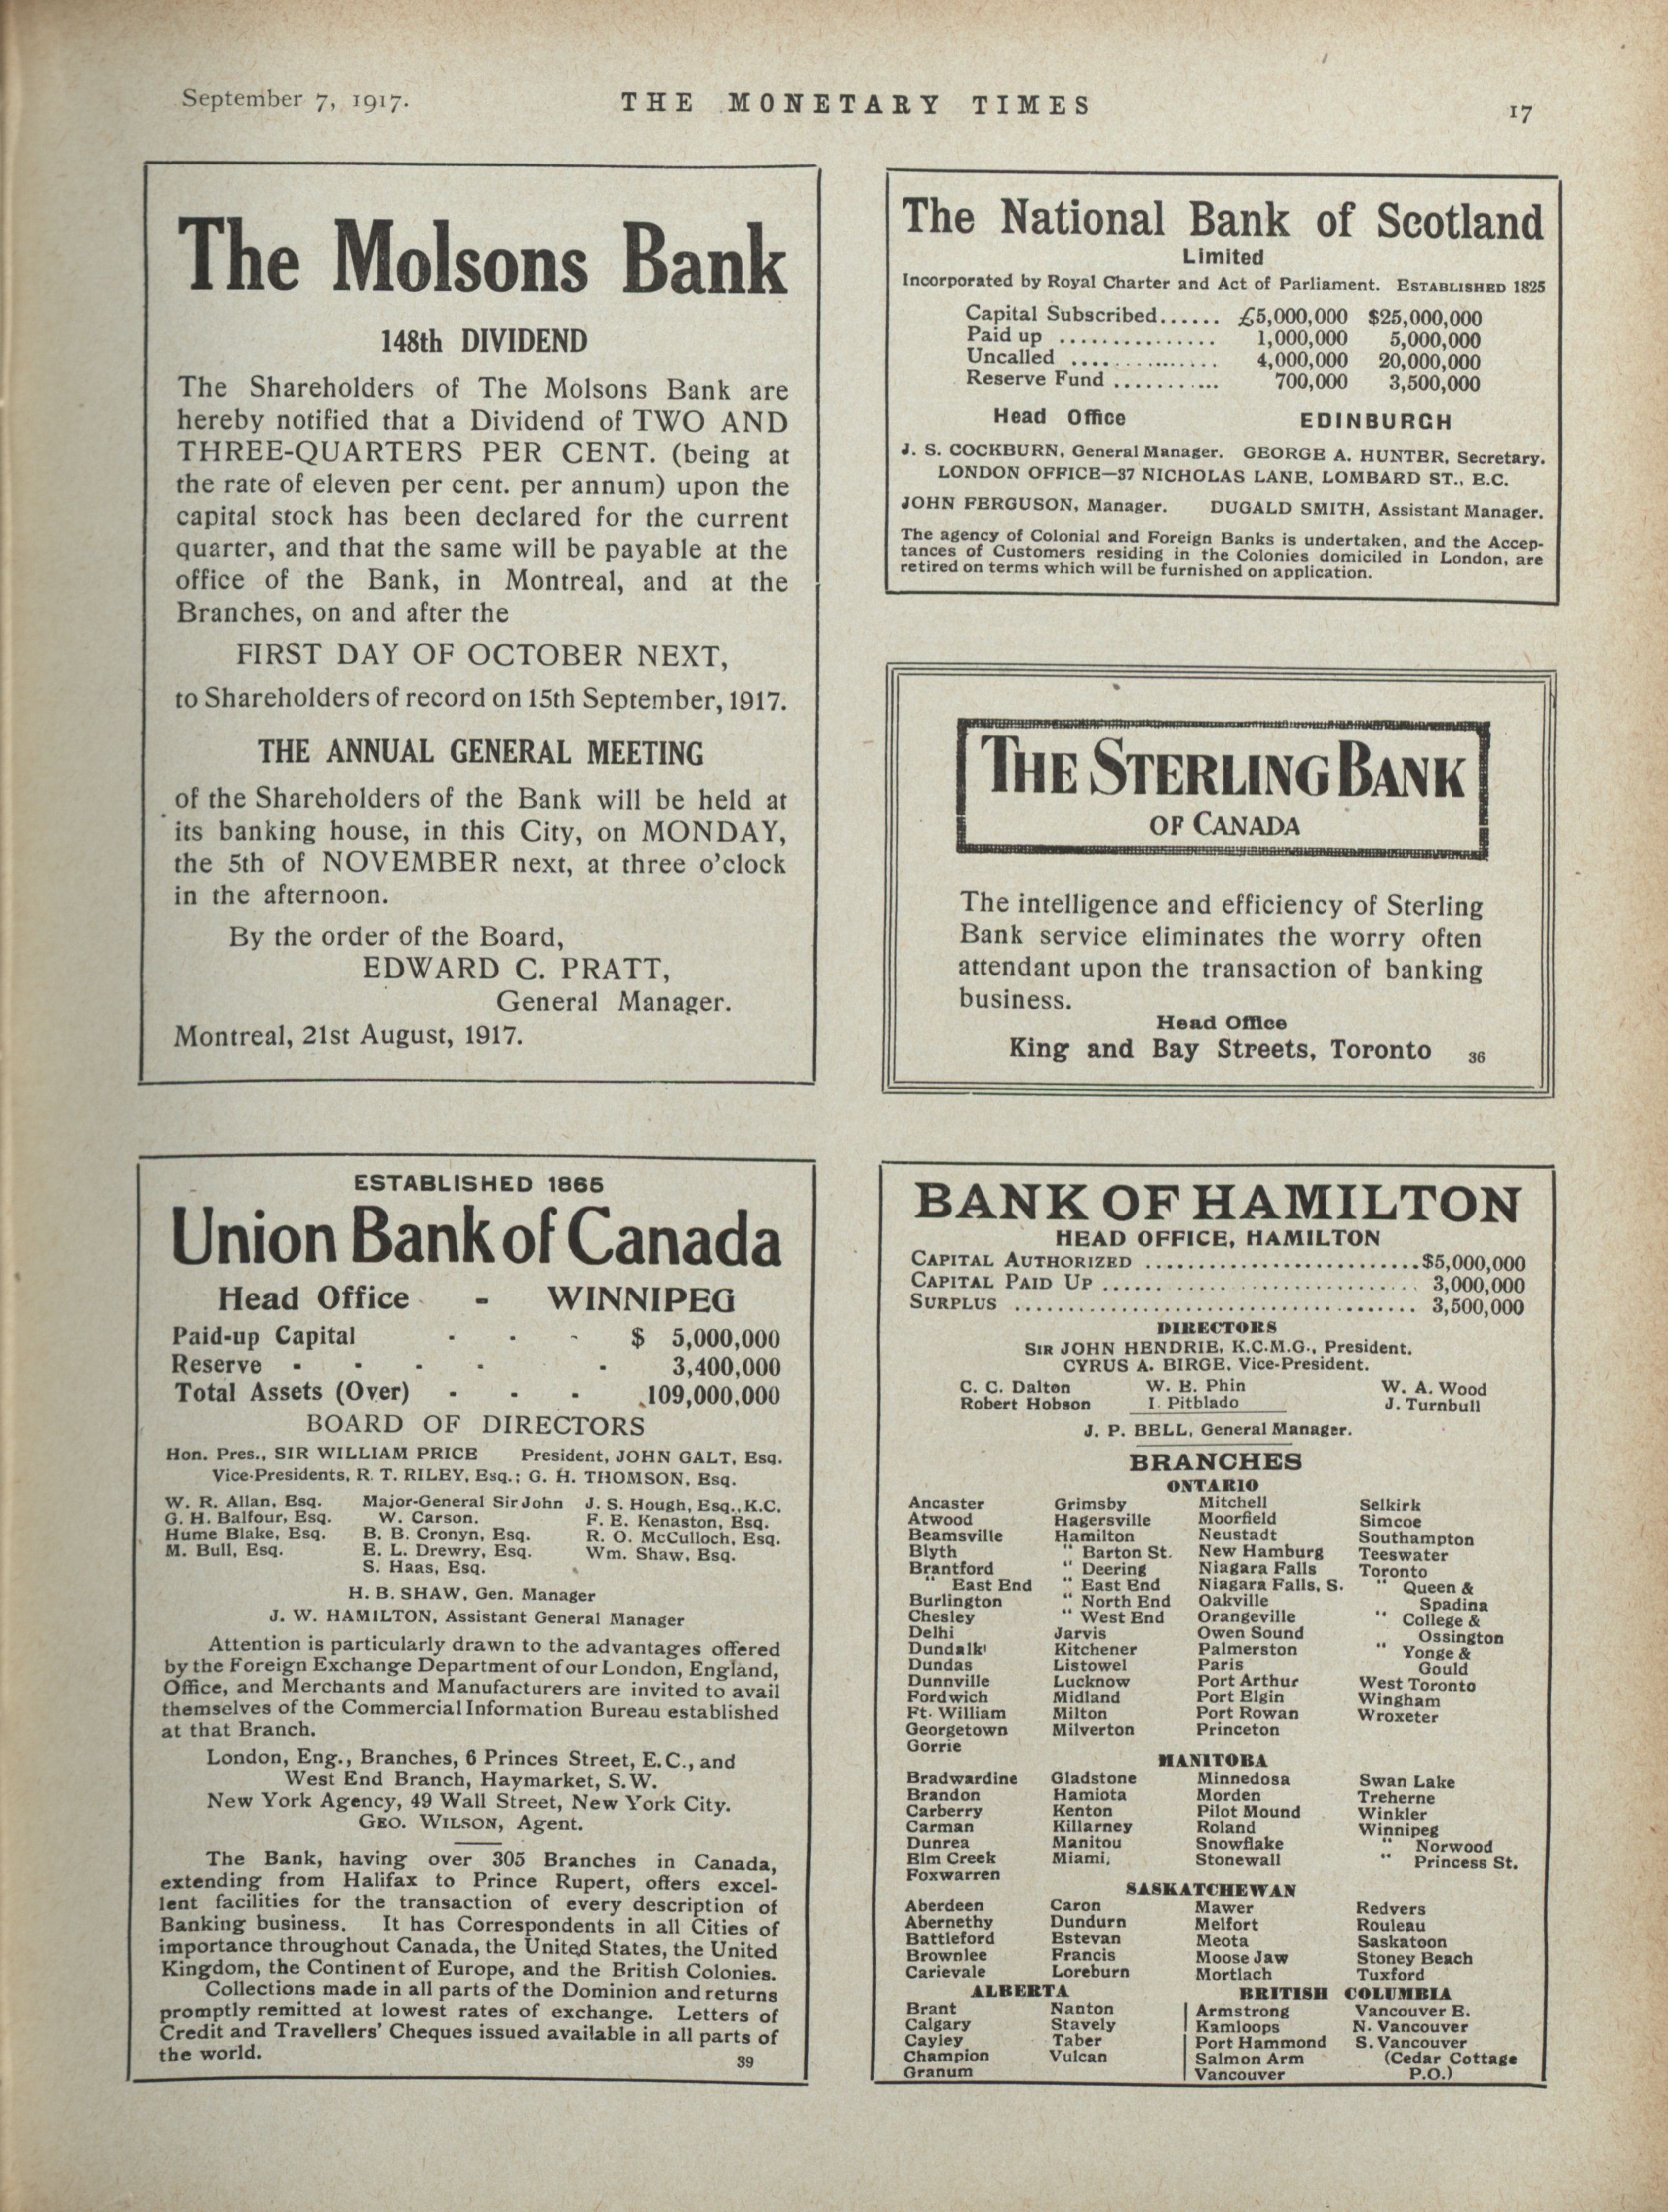 September 7, 1917.
THE MONETARY TIMES
17
The Molsons Bank
148th DIVIDEND
The Shareholders of The Molsons Bank are
hereby notified that a Dividend of TWO AND
THREE-QUARTERS PER CENT. (being at
the rate of eleven per cent. per annum) upon the
capital stock has been declared for the current
quarter, and that the same will be payable at the
office of the Bank, in Montreal, and at the
Branches, on and after the
FIRST DAY OF OCTOBER NEXT,
to Shareholders of record on 15th September, 1917.
THE ANNUAL GENERAL MEETING
of the Shareholders of the Bank will be held at
its banking house, in this City, on MONDAY,
the 5th of NOVEMBER next, at three o'clock
in the afternoon.
By the order of the Board,
EDWARD C. PRATT,
General Manager.
Montreal, 21st August, 1917.
The National Bank of Scotland
Limited
Incorporated by Royal Charter and Act of Parliament. ESTABLISHED 1825
Capital Subscribed...... £5,000,000 $25,000,000
Paid up ............... 1,000,000 5,000,000
Uncalled ............... 4,000,000 20,000,000
Reserve Fund ........... 700,000 3,500,000
Head Office EDINBURGH
J. S. COCKBURN, General Manager. GEORGE A. HUNTER, Secretary.
LONDON OFFICE—37 NICHOLAS LANE, LOMBARD ST., E.C.
JOHN FERGUSON, Manager. DUGALD SMITH, Assistant Manager.
The agency of Colonial and Foreign Banks is undertaken, and the Accep-
tances of Customers residing in the Colonies domiciled in London, are
retired on terms which will be furnished on application.
THE STERLING BANK
OF CANADA
The intelligence and efficiency of Sterling
Bank service eliminates the worry often
attendant upon the transaction of banking
business.
Head Office
King and Bay Streets, Toronto 36
ESTABLISHED 1865
Union Bank of Canada
Head Office - WINNIPEG
Paid-up Capital - - - $ 5,000,000
Reserve - - - - - 3,400,000
Total Assets (Over) - - - 109,000,000
BOARD OF DIRECTORS
Hon. Pres., SIR WILLIAM PRICE President, JOHN GALT, Esq.
Vice-Presidents, R. T. RILEY, Esq.; G. H. THOMSON, Esq.
W. R. Allan, Esq. Major-General Sir John J. S. Hough, Esq., K.C.
G. H. Balfour, Esq. W. Carson. F. E. Kenaston, Esq.
Hume Blake, Esq. B. B. Cronyn, Esq. R. O. McCulloch, Esq.
M. Bull, Esq. E. L. Drewry, Esq. Wm. Shaw, Esq.
S. Haas, Esq.
H. B. SHAW, Gen. Manager
J. W. HAMILTON, Assistant General Manager
Attention is particularly drawn to the advantages offered
by the Foreign Exchange Department of our London, England,
Office, and Merchants and Manufacturers are invited to avail
themselves of the Commercial Information Bureau established
at that Branch.
London, Eng., Branches, 6 Princes Street, E.C., and
West End Branch, Haymarket, S.W.
New York Agency, 49 Wall Street, New York City.
GEO. WILSON, Agent.
The Bank, having over 305 Branches in Canada,
extending from Halifax to Prince Rupert, offers excel-
lent facilities for the transaction of every description of
Banking business. It has Correspondents in all Cities of
importance throughout Canada, the United States, the United
Kingdom, the Continent of Europe, and the British Colonies.
Collections made in all parts of the Dominion and returns
promptly remitted at lowest rates of exchange. Letters of
Credit and Travellers' Cheques issued available in all parts of
the world.
39
BANK OF HAMILTON
HEAD OFFICE, HAMILTON
CAPITAL AUTHORIZED .......................... $5,000,000
CAPITAL PAID UP .............................. 3,000,000
SURPLUS ...................................... 3,500,000
DIRECTORS
SIR JOHN HENDRIE, K.C.M.G., President.
CYRUS A. BIRGE, Vice-President.
C. C. Dalton W. E. Phin W. A. Wood
Robert Hobson I. Pitblado J. Turnbull
J. P. BELL, General Manager.
BRANCHES
ONTARIO
Ancaster Grimsby Mitchell Selkirk
Atwood Hagersville Moorfield Simcoe
Beamsville Hamilton Neustadt Southampton
Blyth " Barton St. New Hamburg Teeswater
Brantford " Deering Niagara Falls Toronto
" East End " East End Niagara Falls, S. " Queen &
Burlington " North End Oakville Spadina
Chesley " West End Orangeville " College &
Delhi Jarvis Owen Sound Ossington
Dundalk Kitchener Palmerston " Yonge &
Dundas Listowel Paris Gould
Dunnville Lucknow Port Arthur West Toronto
Fordwich Midland Port Elgin Wingham
Ft. William Milton Port Rowan Wroxeter
Georgetown Milverton Princeton
Gorrie
MANITOBA
Bradwardine Gladstone Minnedosa Swan Lake
Brandon Hamiota Morden Treherne
Carberry Kenton Pilot Mound Winkler
Carman Killarney Roland Winnipeg
Dunrea Manitou Snowflake " Norwood
Elm Creek Miami, Stonewall " Princess St.
Foxwarren
SASKATCHEWAN
Aberdeen Caron Mawer Redvers
Abernethy Dundurn Melfort Rouleau
Battleford Estevan Meota Saskatoon
Brownlee Francis Moose Jaw Stoney Beach
Carievale Loreburn Mortlach Tuxford
ALBERTA BRITISH COLUMBIA
Brant Nanton Armstrong Vancouver E.
Calgary Stavely Kamloops N. Vancouver
Cayley Taber Port Hammond S. Vancouver
Champion Vulcan Salmon Arm (Cedar Cottage
Granum Vancouver P.O.)